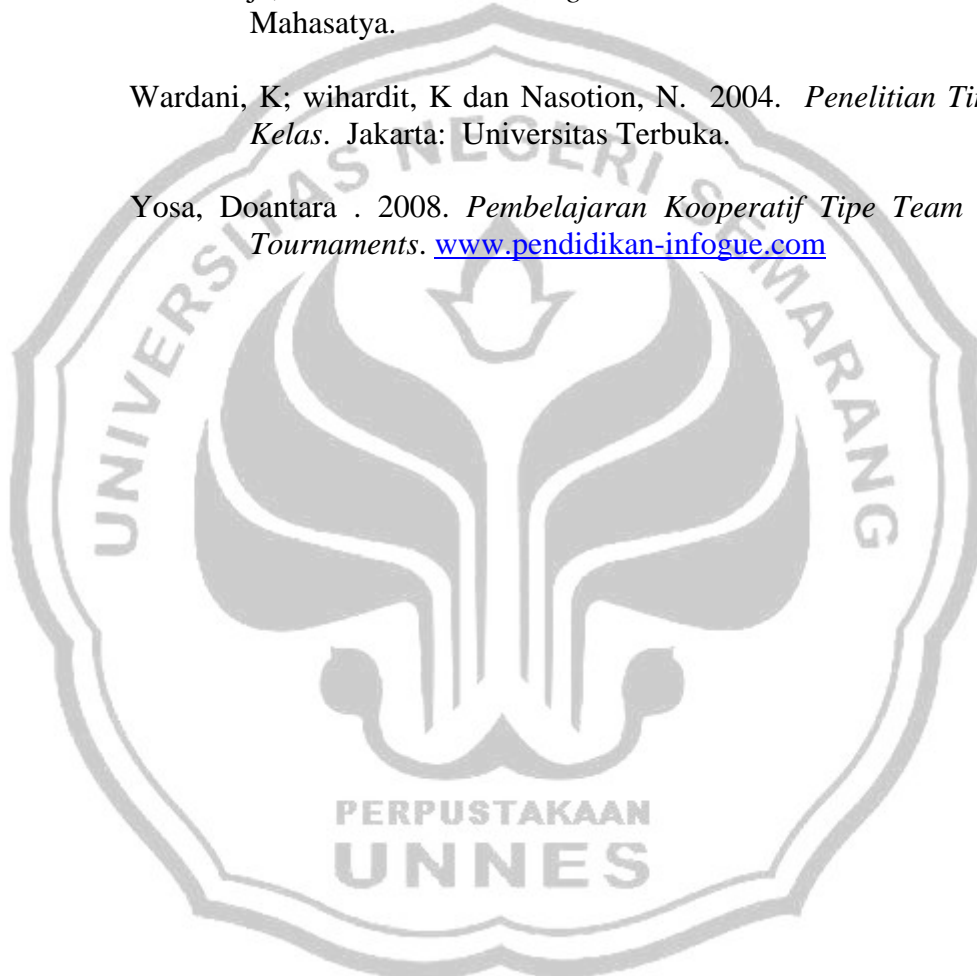 Mahasatya.
Wardani, K; wihardit, K dan Nasotion, N. 2004. Penelitian
Kelas. Jakarta: Universitas Terbuka.
Yosa, Doantara . 2008. Pembelajaran Kooperatif Tipe Team
Tournaments. www.pendidikan-infogue.com
UNIVERSITAS NEGERI SEMARANG
PERPUSTAKAAN
UNNES